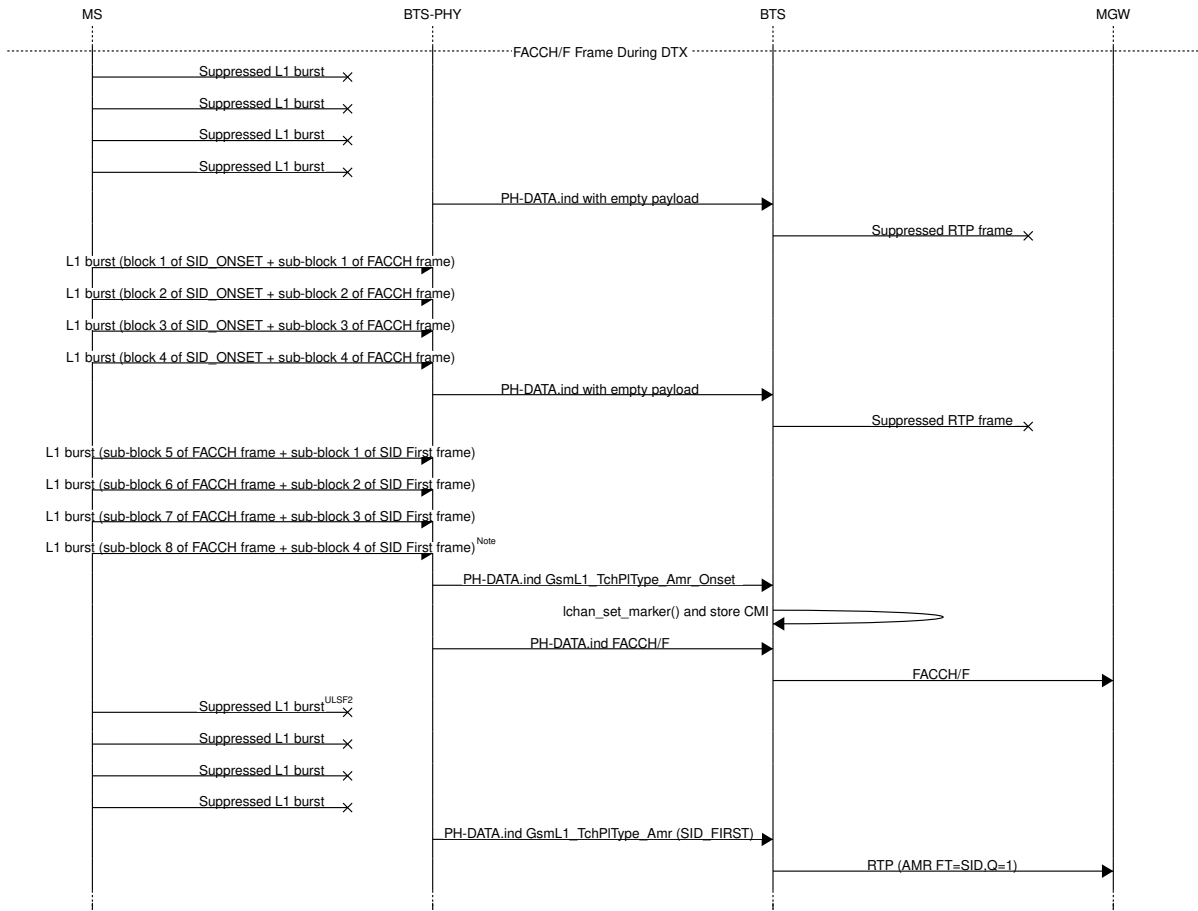 MS BTS-PHY BTS MGW
FACCH/F Frame During DTX
Suppressed L1 burst
Suppressed L1 burst
Suppressed L1 burst
Suppressed L1 burst
PH-DATA.ind with empty payload
Suppressed RTP frame
L1 burst (block 1 of SID_ONSET + sub-block 1 of FACCH frame)
L1 burst (block 2 of SID_ONSET + sub-block 2 of FACCH frame)
L1 burst (block 3 of SID_ONSET + sub-block 3 of FACCH frame)
L1 burst (block 4 of SID_ONSET + sub-block 4 of FACCH frame)
PH-DATA.ind with empty payload
Suppressed RTP frame
L1 burst (sub-block 5 of FACCH frame + sub-block 1 of SID First frame)
L1 burst (sub-block 6 of FACCH frame + sub-block 2 of SID First frame)
L1 burst (sub-block 7 of FACCH frame + sub-block 3 of SID First frame)
L1 burst (sub-block 8 of FACCH frame + sub-block 4 of SID First frame) Note
PH-DATA.ind GsmL1_TchPlType_Amr_Onset
lchan_set_marker() and store CMI
PH-DATA.ind FACCH/F
FACCH/F
Suppressed L1 burst ULSF2
Suppressed L1 burst
Suppressed L1 burst
Suppressed L1 burst
PH-DATA.ind GsmL1_TchPlType_Amr (SID_FIRST)
RTP (AMR FT=SID,Q=1)